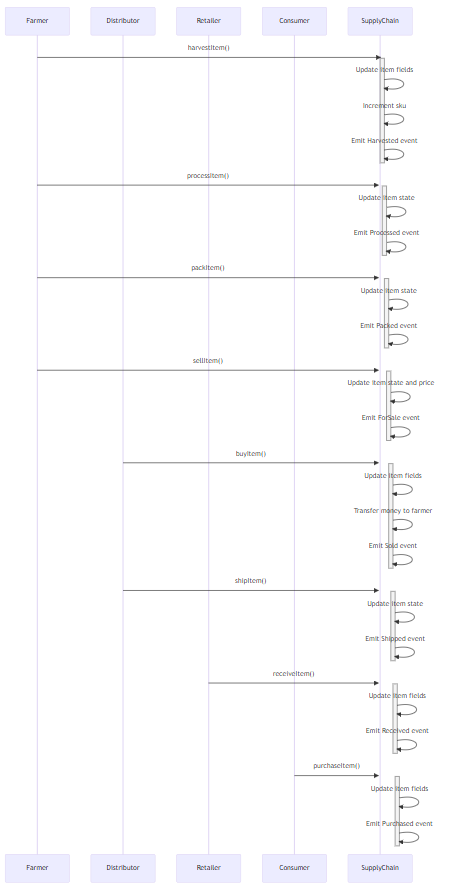 Farmer
Distributor
Retailer
Consumer
SupplyChain
harvestItem()
Update item fields
Increment sku
Emit Harvested event
processItem()
Update item state
Emit Processed event
packItem()
Update item state
Emit Packed event
sellItem()
Update item state and price
Emit ForSale event
buyItem()
Update item fields
Transfer money to farmer
Emit Sold event
shipItem()
Update item state
Emit Shipped event
receiveItem()
Update item fields
Emit Received event
purchaseItem()
Update item fields
Emit Purchased event
Farmer
Distributor
Retailer
Consumer
SupplyChain